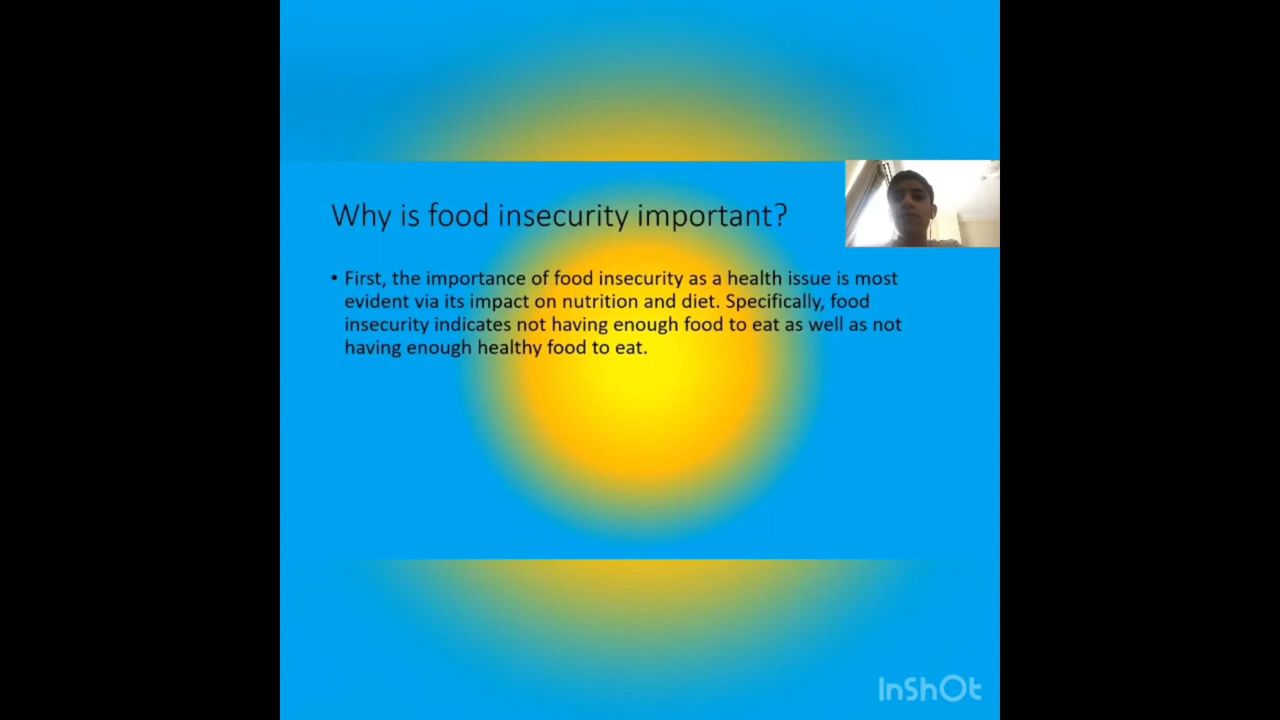 Why is food insecurity important?
• First, the importance of food insecurity as a health issue is most
evident via its impact on nutrition and diet. Specifically, food
insecurity indicates not having enough food to eat as well as not
having enough healthy food to eat.
InShOt